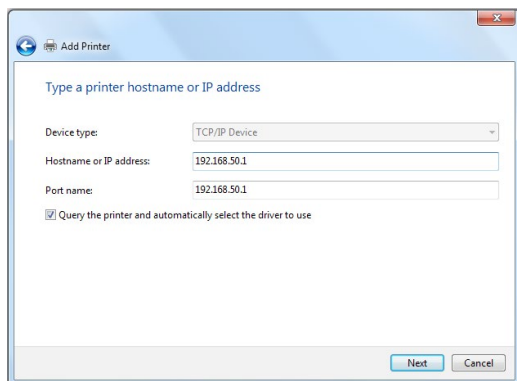 Add Printer
Type a printer hostname or IP address
Device type: TCP/IP Device
Hostname or IP address: 192.168.50.1
Port name: 192.168.50.1
Query the printer and automatically select the driver to use
Next Cancel